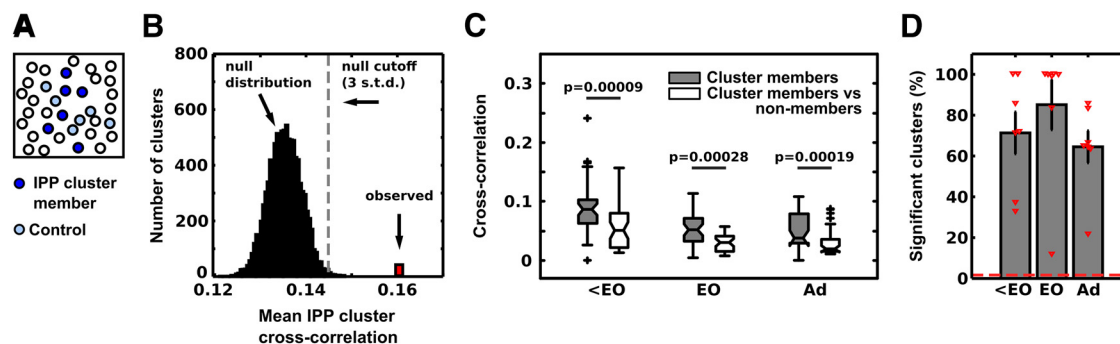 A
IPP cluster
member
Control
B
Number of clusters
800
600
400
200
0
0.12
0.14
0.16
null
distribution
null cutoff
(3 s.t.d.)
observed
Mean IPP cluster
cross-correlation
C
Cross-correlation
0.3
0.2
0.1
0
p=0.00009
Cluster members
Cluster members vs
non-members
p=0.00028
p=0.00019
<EO
EO
Ad
D
Significant clusters (%)
100
80
60
40
20
0
<EO
EO
Ad